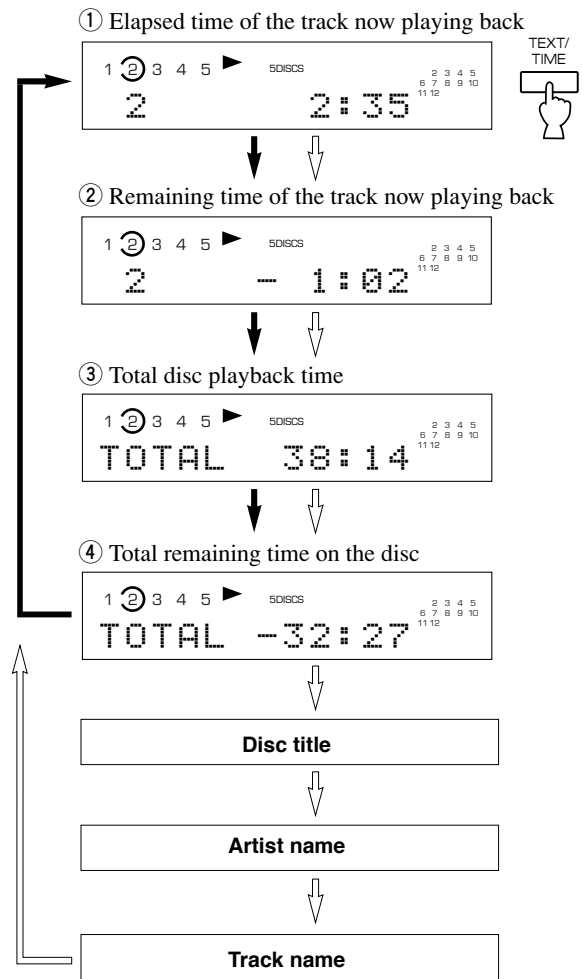 ① Elapsed time of the track now playing back
TEXT/
TIME
1 2 3 4 5 ► 5DISCS 2 3 4 5
6 7 8 9 10
11 12
2 2:35
② Remaining time of the track now playing back
1 2 3 4 5 ► 5DISCS 2 3 4 5
6 7 8 9 10
11 12
2 - 1:02
③ Total disc playback time
1 2 3 4 5 ► 5DISCS 2 3 4 5
6 7 8 9 10
11 12
TOTAL 38:14
④ Total remaining time on the disc
1 2 3 4 5 ► 5DISCS 2 3 4 5
6 7 8 9 10
11 12
TOTAL -32:27
Disc title
Artist name
Track name